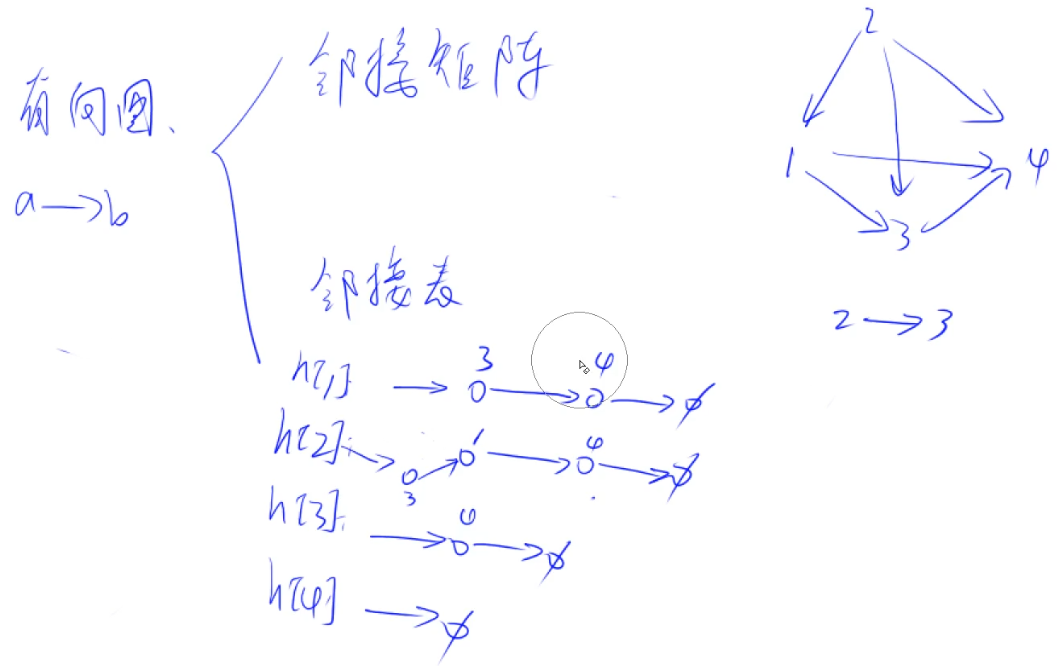 有向图、
a→b
邻接矩阵
邻接表
h[1] → 3 → 4 → ∅
h[2]: → 3 → 1 → 4 → ∅
h[3]: → 4 → ∅
h[4] → ∅
2
1
4
3
2→3